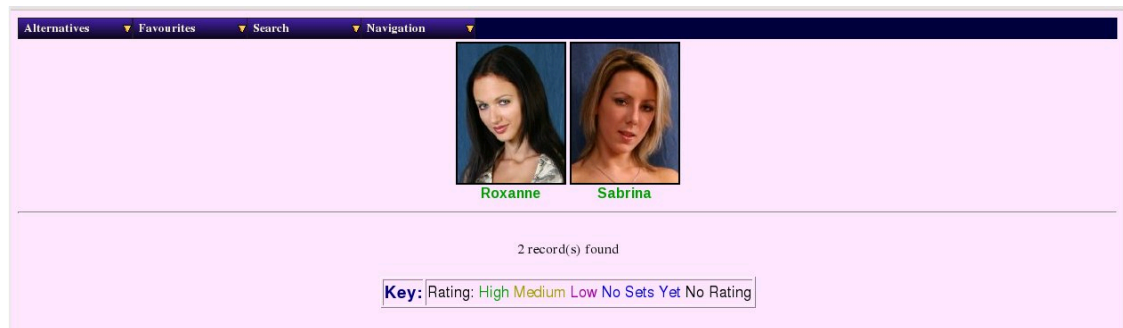 Alternatives Favourites Search Navigation
Roxanne Sabrina
2 record(s) found
Key: Rating: High Medium Low No Sets Yet No Rating